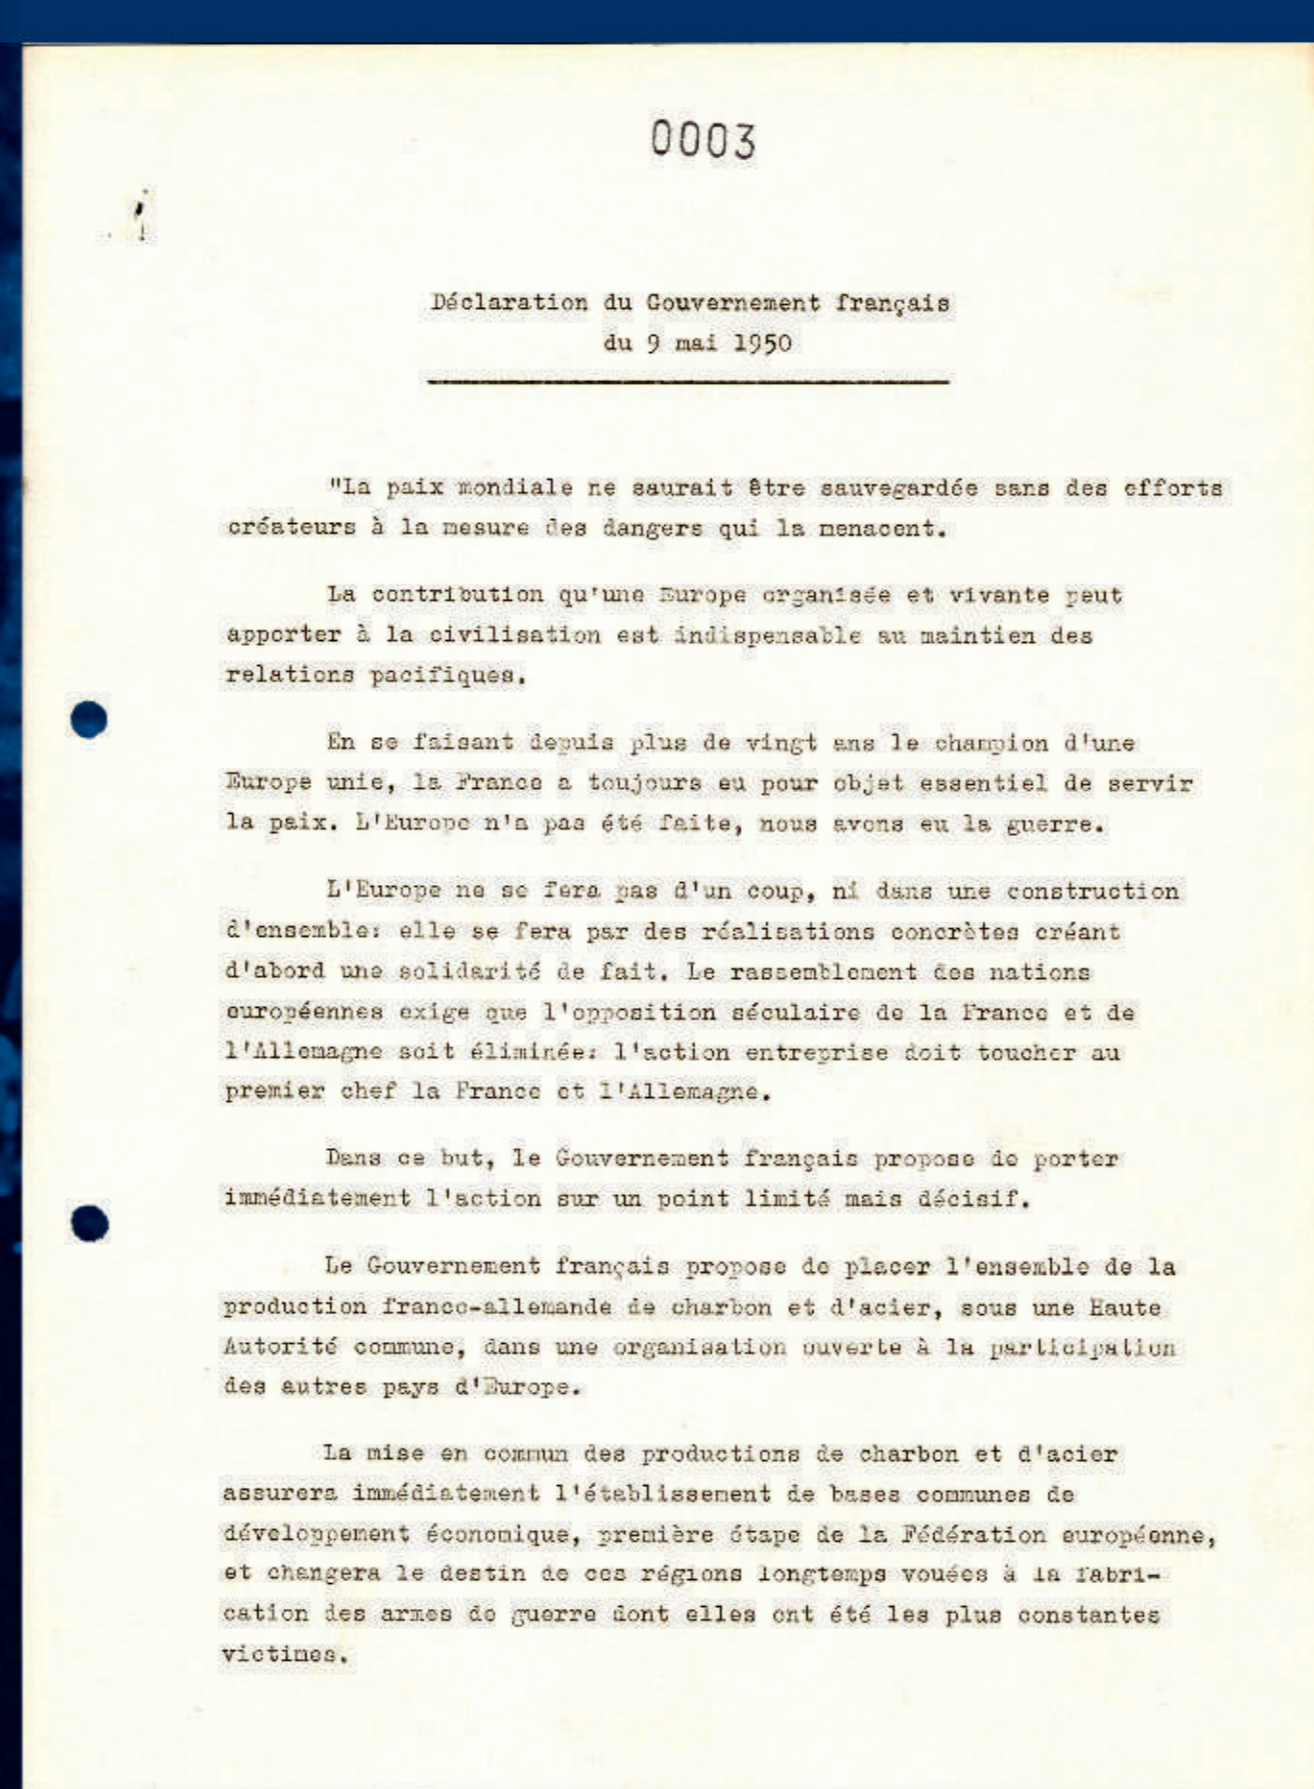 0003
Déclaration du Gouvernement français
du 9 mai 1950
"La paix mondiale ne saurait être sauvegardée sans des efforts
créateurs à la mesure des dangers qui la menacent.
La contribution qu'une Europe organisée et vivante peut
apporter à la civilisation est indispensable au maintien des
relations pacifiques.
En se faisant depuis plus de vingt ans le champion d'une
Europe unie, la France a toujours eu pour objet essentiel de servir
la paix. L'Europe n'a pas été faite, nous avons eu la guerre.
L'Europe ne se fera pas d'un coup, ni dans une construction
d'ensemble: elle se fera par des réalisations concrètes créant
d'abord une solidarité de fait. Le rassemblement des nations
européennes exige que l'opposition séculaire de la France et de
l'Allemagne soit éliminée: l'action entreprise doit toucher au
premier chef la France et l'Allemagne.
Dans ce but, le Gouvernement français propose de porter
immédiatement l'action sur un point limité mais décisif.
Le Gouvernement français propose de placer l'ensemble de la
production franco-allemande de charbon et d'acier, sous une Haute
Autorité commune, dans une organisation ouverte à la participation
des autres pays d'Europe.
La mise en commun des productions de charbon et d'acier
assurera immédiatement l'établissement de bases communes de
développement économique, première étape de la Fédération européenne,
et changera le destin de ces régions longtemps vouées à la fabri-
cation des armes de guerre dont elles ont été les plus constantes
victimes.